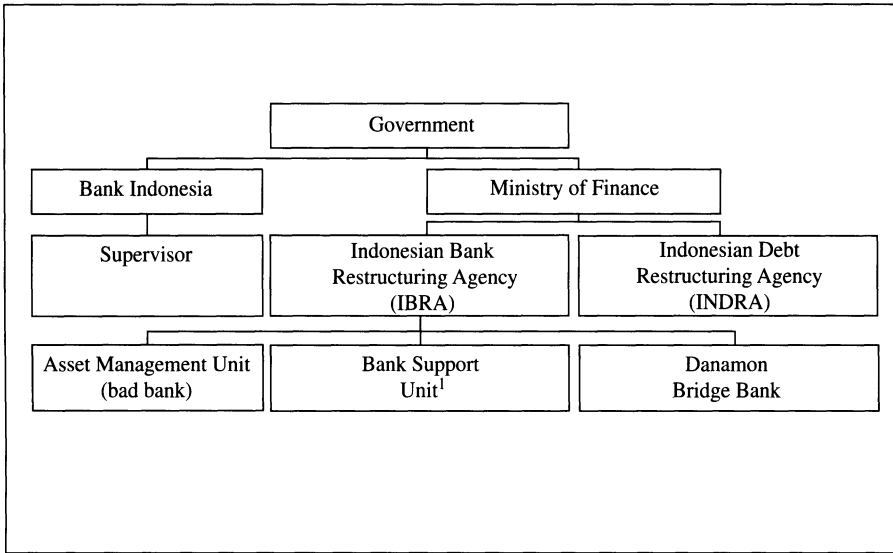 Government
Bank Indonesia
Ministry of Finance
Supervisor
Indonesian Bank
Restructuring Agency
(IBRA)
Indonesian Debt
Restructuring Agency
(INDRA)
Asset Management Unit
(bad bank)
Bank Support
Unit1
Danamon
Bridge Bank